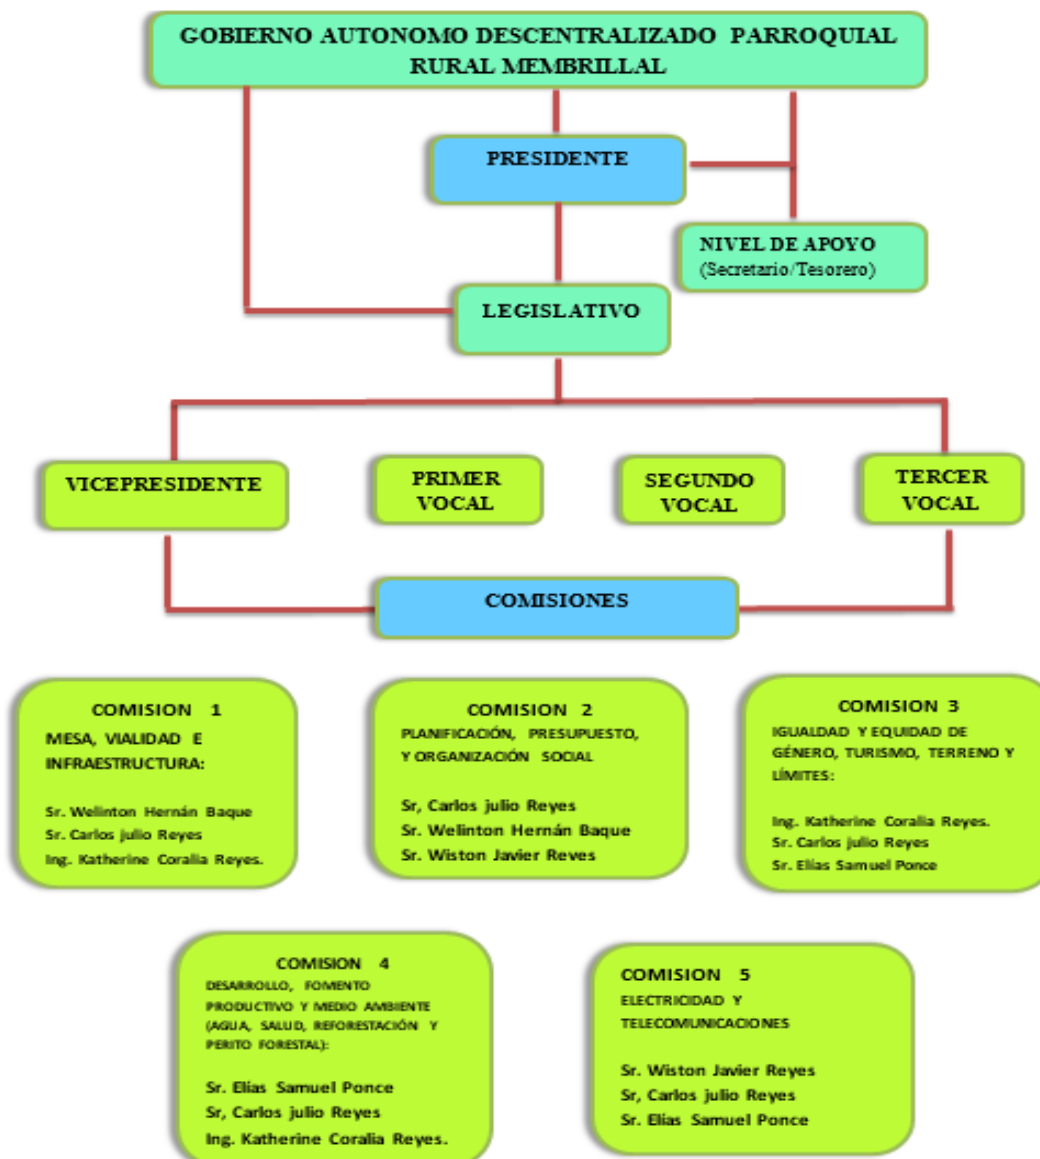 GOBIERNO AUTONOMO DESCENTRALIZADO PARROQUIAL
RURAL MEMBRILLAL
PRESIDENTE
NIVEL DE APOYO
(Secretario/Tesorero)
LEGISLATIVO
VICEPRESIDENTE
PRIMER
VOCAL
SEGUNDO
VOCAL
TERCER
VOCAL
COMISIONES
COMISION 1
MESA, VIALIDAD E
INFRAESTRUCTURA:
Sr. Welinton Hernán Baque
Sr. Carlos julio Reyes
Ing. Katherine Coralia Reyes.
COMISION 2
PLANIFICACIÓN, PRESUPUESTO,
Y ORGANIZACIÓN SOCIAL
Sr, Carlos julio Reyes
Sr. Welinton Hernán Baque
Sr. Wiston Javier Reves
COMISION 3
IGUALDAD Y EQUIDAD DE
GÉNERO, TURISMO, TERRENO Y
LÍMITES:
Ing. Katherine Coralia Reyes.
Sr. Carlos julio Reyes
Sr. Elías Samuel Ponce
COMISION 4
DESARROLLO, FOMENTO
PRODUCTIVO Y MEDIO AMBIENTE
(AGUA, SALUD, REFORESTACIÓN Y
PERITO FORESTAL):
Sr. Elías Samuel Ponce
Sr, Carlos julio Reyes
Ing. Katherine Coralia Reyes.
COMISION 5
ELECTRICIDAD Y
TELECOMUNICACIONES
Sr. Wiston Javier Reyes
Sr, Carlos julio Reyes
Sr. Elías Samuel Ponce